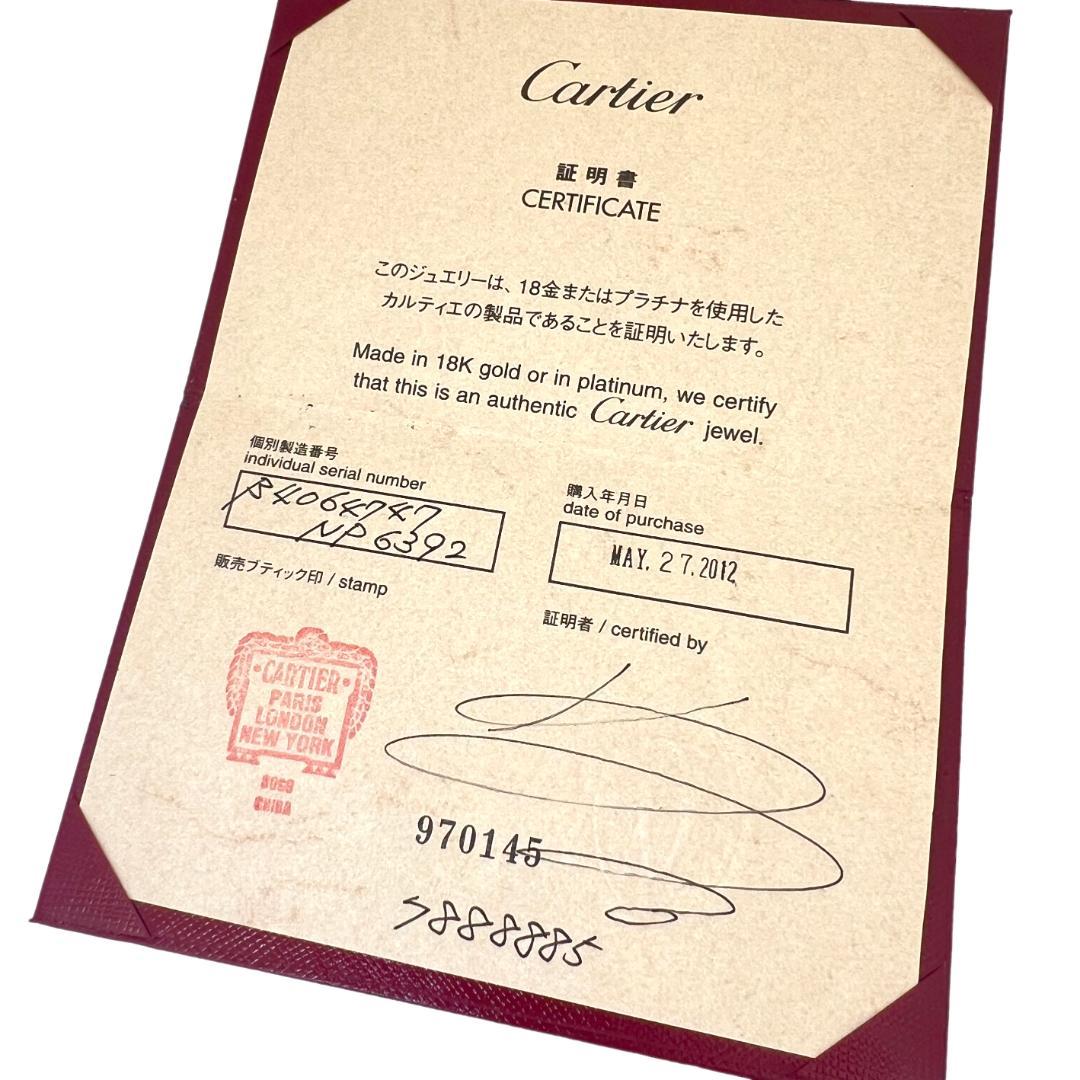 Cartier
証明書
CERTIFICATE
このジュエリーは、18金またはプラチナを使用した
カルティエの製品であることを証明いたします。
Made in 18K gold or in platinum, we certify
that this is an authentic Cartier jewel.
個別製造番号
individual serial number
B4064747
NP6392
購入年月日
date of purchase
MAY. 27. 2012
販売ブティック印 / stamp
証明者 / certified by
CARTIER
PARIS
LONDON
NEW YORK
CHIBA
970145
7888885